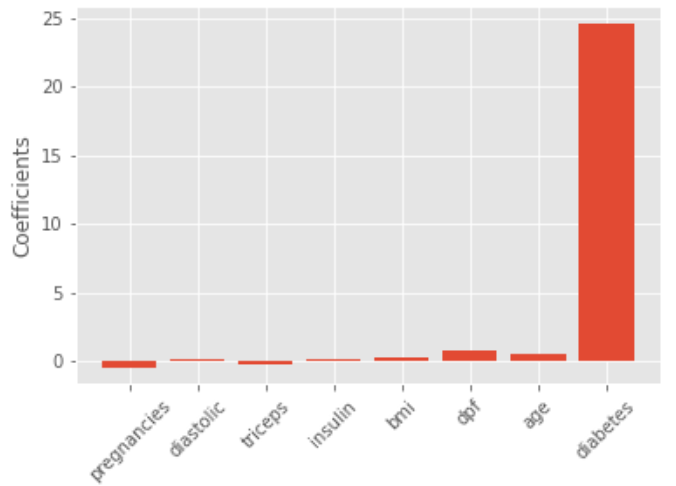 25
20
15
10
5
0
Coefficients
pregnancies
diastolic
triceps
insulin
bmi
dpf
age
diabetes